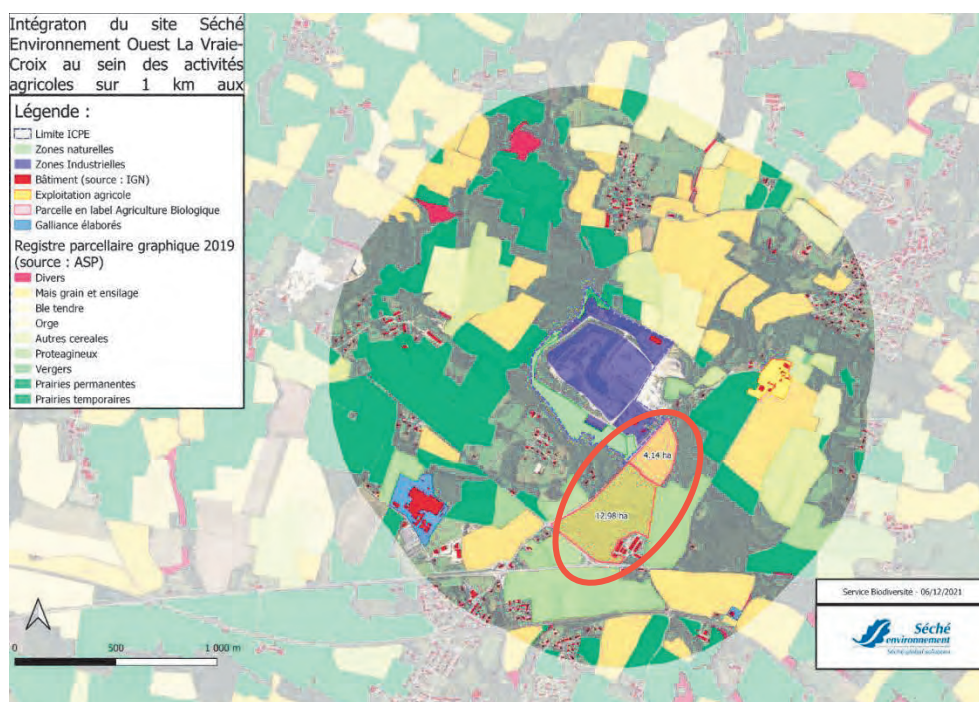 Intégraton du site Séché
Environnement Ouest La Vraie-
Croix au sein des activités
agricoles sur 1 km aux
Légende :
Limite ICPE
Zones naturelles
Zones Industrielles
Bâtiment (source : IGN)
Exploitation agricole
Parcelle en label Agriculture Biologique
Galliance élaborés
Registre parcellaire graphique 2019
(source : ASP)
Divers
Mais grain et ensilage
Ble tendre
Orge
Autres cereales
Proteagineux
Vergers
Prairies permanentes
Prairies temporaires
4,14 ha
12,98 ha
0 500 1 000 m
Service Biodiversité - 06/12/2021
Séché
environnement